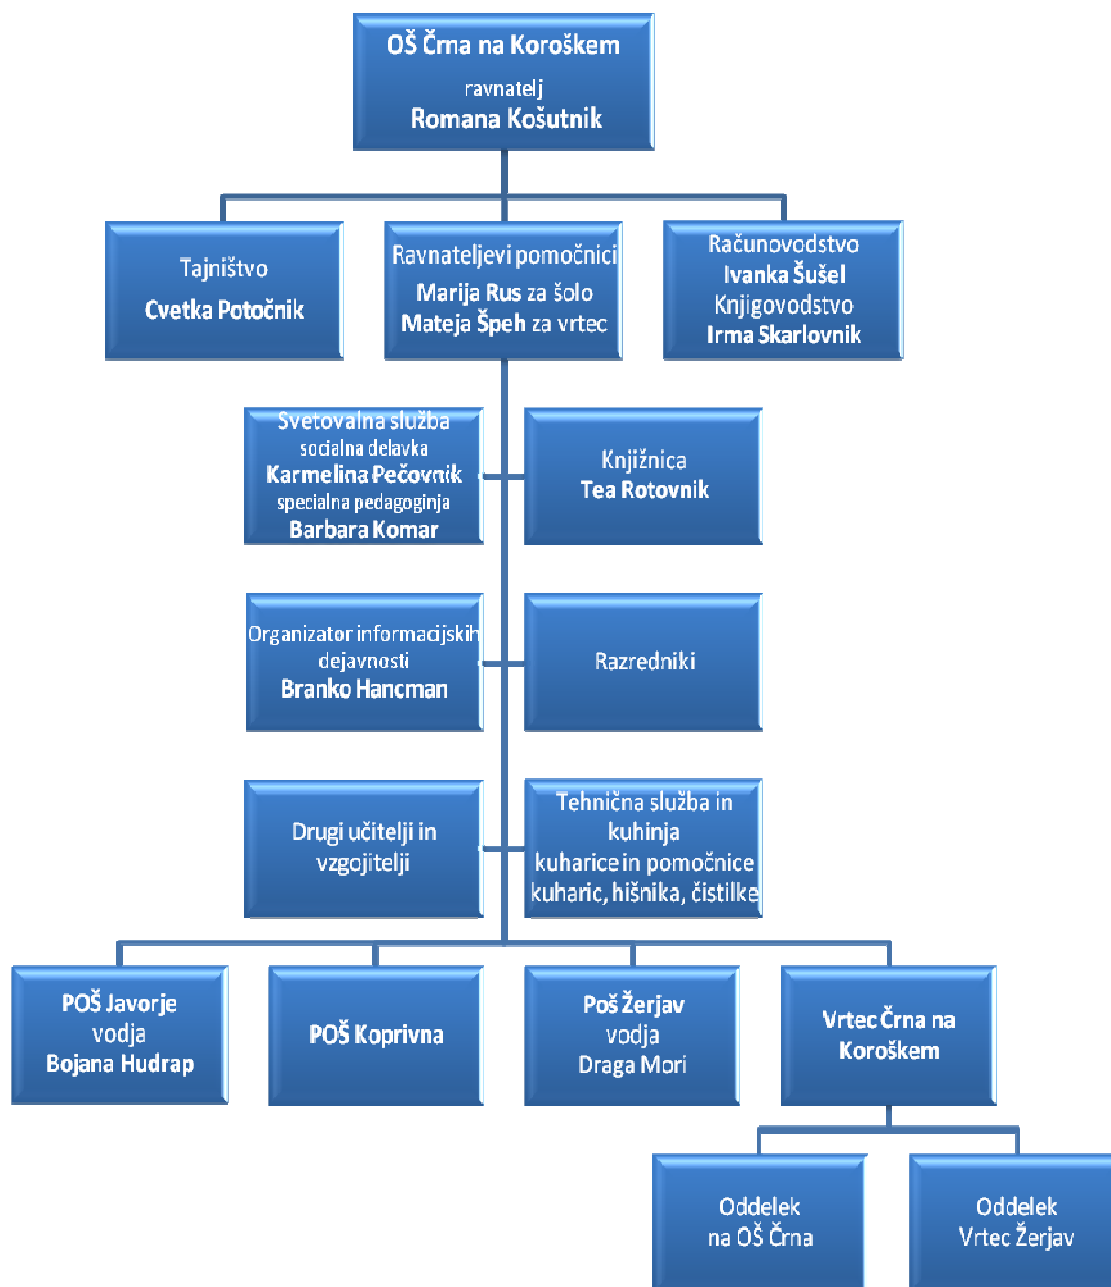 OŠ Črna na Koroškem
ravnatelj
Romana Košutnik
Tajništvo
Cvetka Potočnik
Ravnateljevi pomočnici
Marija Rus za šolo
Mateja Špeh za vrtec
Računovodstvo
Ivanka Šušel
Knjigovodstvo
Irma Skarlovnik
Svetovalna služba
socialna delavka
Karmelina Pečovnik
specialna pedagoginja
Barbara Komar
Knjižnica
Tea Rotovnik
Organizator informacijskih
dejavnosti
Branko Hancman
Razredniki
Drugi učitelji in
vzgojitelji
Tehnična služba in
kuhinja
kuharice in pomočnice
kuharic, hišnika, čistilke
POŠ Javorje
vodja
Bojana Hudrap
POŠ Koprivna
Poš Žerjav
vodja
Draga Mori
Vrtec Črna na
Koroškem
Oddelek
na OŠ Črna
Oddelek
Vrtec Žerjav